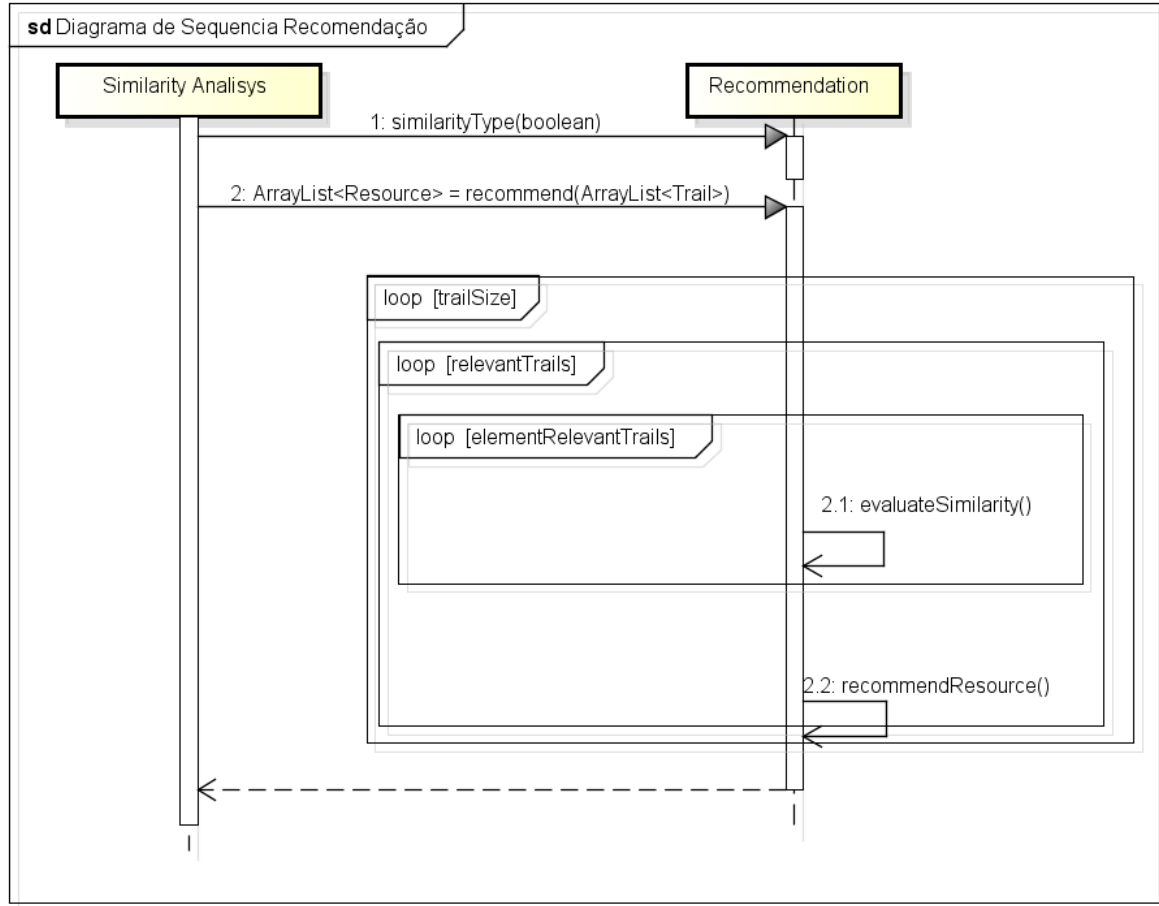 sd Diagrama de Sequencia Recomendação
Similarity Analisys
Recommendation
1: similarityType(boolean)
2: ArrayList<Resource> = recommend(ArrayList<Trail>)
loop [trailSize]
loop [relevantTrails]
loop [elementRelevantTrails]
2.1: evaluateSimilarity()
2.2: recommendResource()